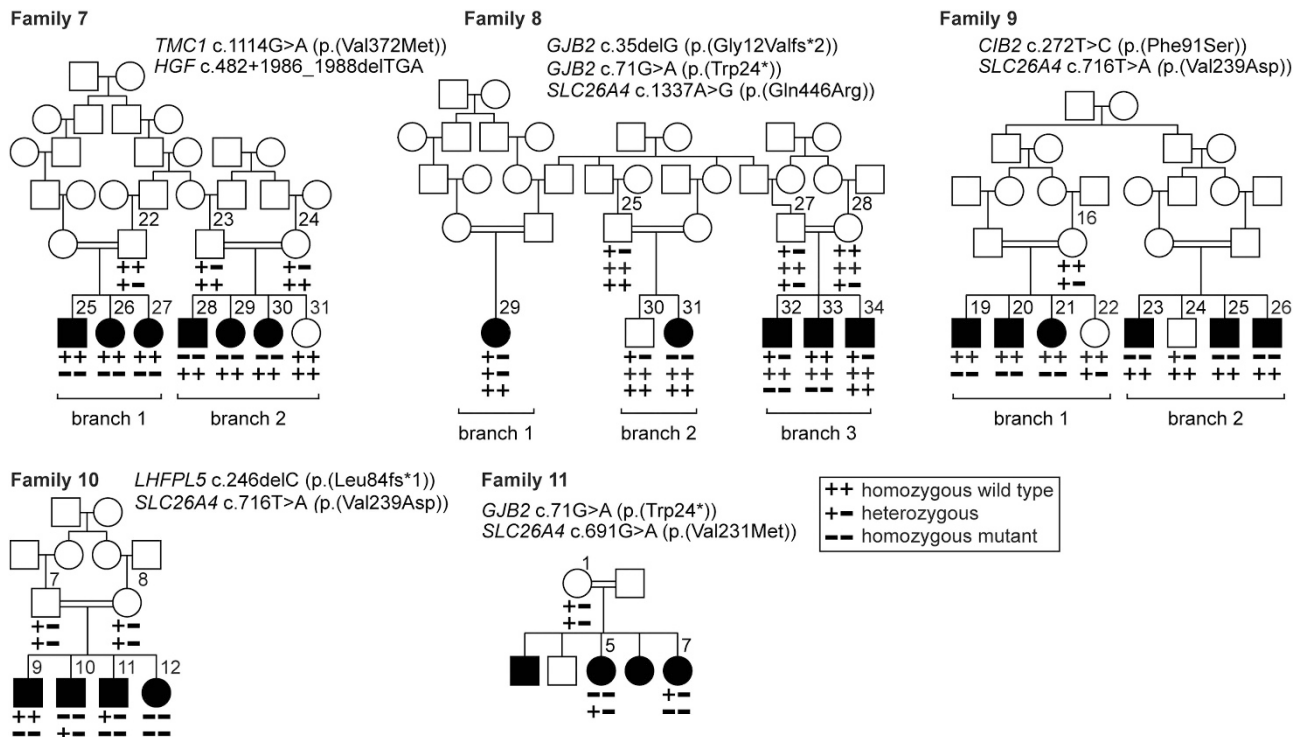 Family 7
TMC1 c.1114G>A (p.(Val372Met))
HGF c.482+1986_1988delTGA
22 23 24
++ +- +-
++ ++ ++
25 26 27 28 29 30 31
++ ++ ++ -- -- -- ++
-- -- -- ++ ++ ++ ++
branch 1 branch 2
Family 8
GJB2 c.35delG (p.(Gly12Valfs*2))
GJB2 c.71G>A (p.(Trp24*))
SLC26A4 c.1337A>G (p.(Gln446Arg))
25 27 28
+- +- ++
++ ++ ++
++ +- +-
29 30 31 32 33 34
+- +- -- +- ++ +-
+- ++ ++ ++ ++ ++
++ ++ ++ -- -- ++
branch 1 branch 2 branch 3
Family 9
CIB2 c.272T>C (p.(Phe91Ser))
SLC26A4 c.716T>A (p.(Val239Asp))
16
++
+-
19 20 21 22 23 24 25 26
++ ++ ++ ++ -- +- -- --
-- -- -- +- ++ ++ ++ ++
branch 1 branch 2
Family 10
LHFPL5 c.246delC (p.(Leu84fs*1))
SLC26A4 c.716T>A (p.(Val239Asp))
7 8
+- +-
+- +-
9 10 11 12
++ -- +- --
-- +- -- --
Family 11
GJB2 c.71G>A (p.(Trp24*))
SLC26A4 c.691G>A (p.(Val231Met))
1
+-
+-
5 7
-- +-
+- --
++ homozygous wild type
+- heterozygous
-- homozygous mutant